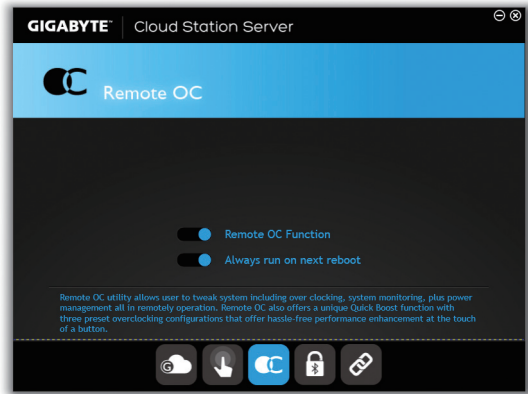 GIGABYTE™ Cloud Station Server
Remote OC
Remote OC Function
Always run on next reboot
Remote OC utility allows user to tweak system including over clocking, system monitoring, plus power
management all in remotely operation. Remote OC also offers a unique Quick Boost function with
three preset overclocking configurations that offer hassle-free performance enhancement at the touch
of a button.
G